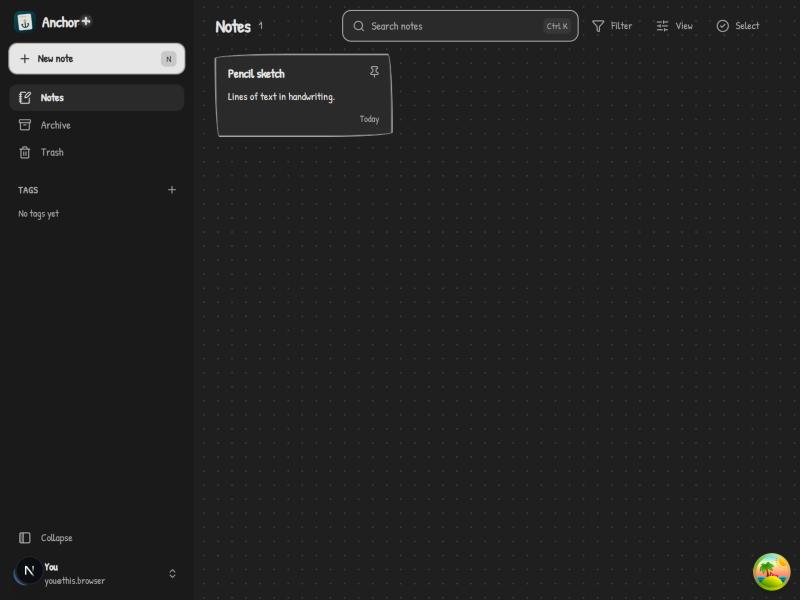 Anchor+
New note N
Notes
Archive
Trash
TAGS +
No tags yet
Collapse
N
You
you@this.browser
Notes 1
Search notes Ctrl K
Filter
View
Select
Pencil sketch
Lines of text in handwriting.
Today